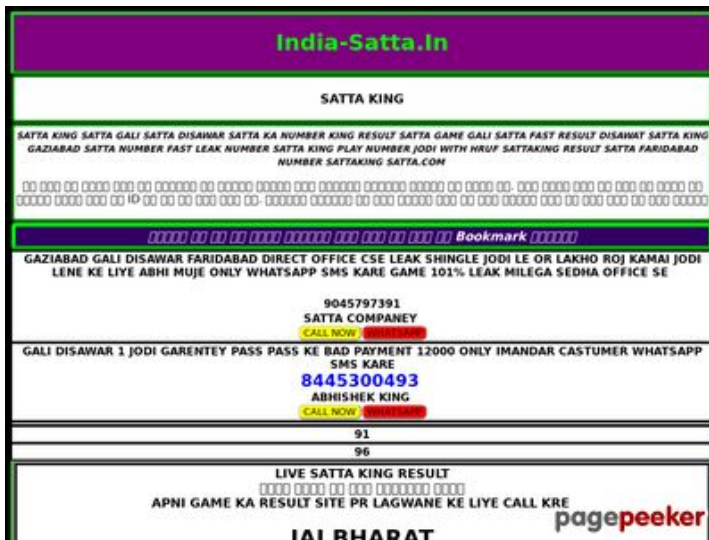 India-Satta.In
SATTA KING
SATTA KING SATTA GALI SATTA DISAWAR SATTA KA NUMBER KING RESULT SATTA GAME GALI SATTA FAST RESULT DISAWAT SATTA KING
GAZIABAD SATTA NUMBER FAST LEAK NUMBER SATTA KING PLAY NUMBER JODI WITH HRUF SATTAKING RESULT SATTA FARIDABAD
NUMBER SATTAKING SATTA.COM
ID
Bookmark
GAZIABAD GALI DISAWAR FARIDABAD DIRECT OFFICE CSE LEAK SHINGLE JODI LE OR LAKHO ROJ KAMAI JODI
LENE KE LIYE ABHI MUJE ONLY WHATSAPP SMS KARE GAME 101% LEAK MILEGA SEDHA OFFICE SE
9045797391
SATTA COMPANEY
CALL NOW WHATSAPP
GALI DISAWAR 1 JODI GARENTEY PASS PASS KE BAD PAYMENT 12000 ONLY IMANDAR CASTUMER WHATSAPP
SMS KARE
8445300493
ABHISHEK KING
CALL NOW WHATSAPP
91
96
LIVE SATTA KING RESULT
APNI GAME KA RESULT SITE PR LAGWANE KE LIYE CALL KRE
JAI BHARAT
pagepeeker